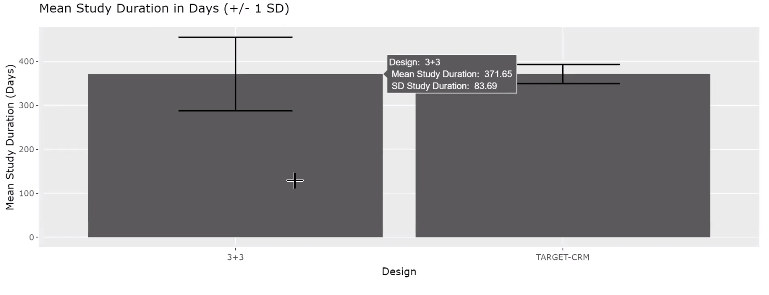 Mean Study Duration in Days (+/- 1 SD)
Mean Study Duration (Days)
400
300
200
100
0
Design: 3+3
Mean Study Duration: 371.65
SD Study Duration: 83.69
3+3
TARGET-CRM
Design